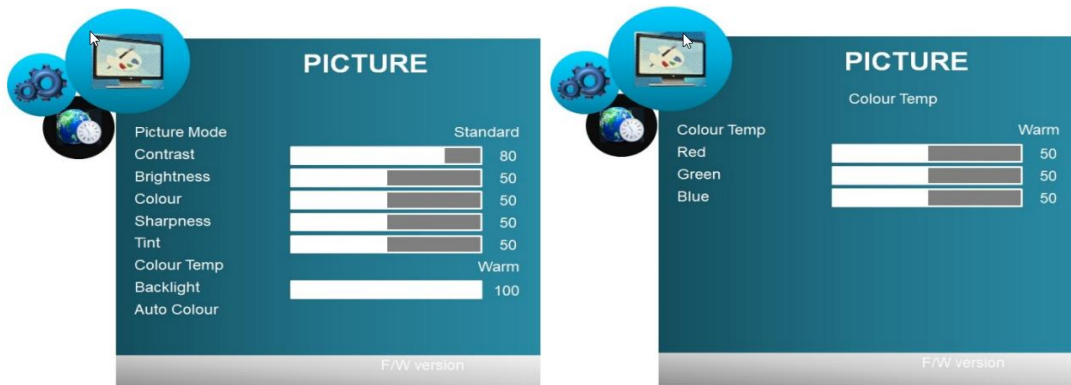 PICTURE
Picture Mode Standard
Contrast 80
Brightness 50
Colour 50
Sharpness 50
Tint 50
Colour Temp Warm
Backlight 100
Auto Colour
F/W version
PICTURE
Colour Temp
Colour Temp Warm
Red 50
Green 50
Blue 50
F/W version